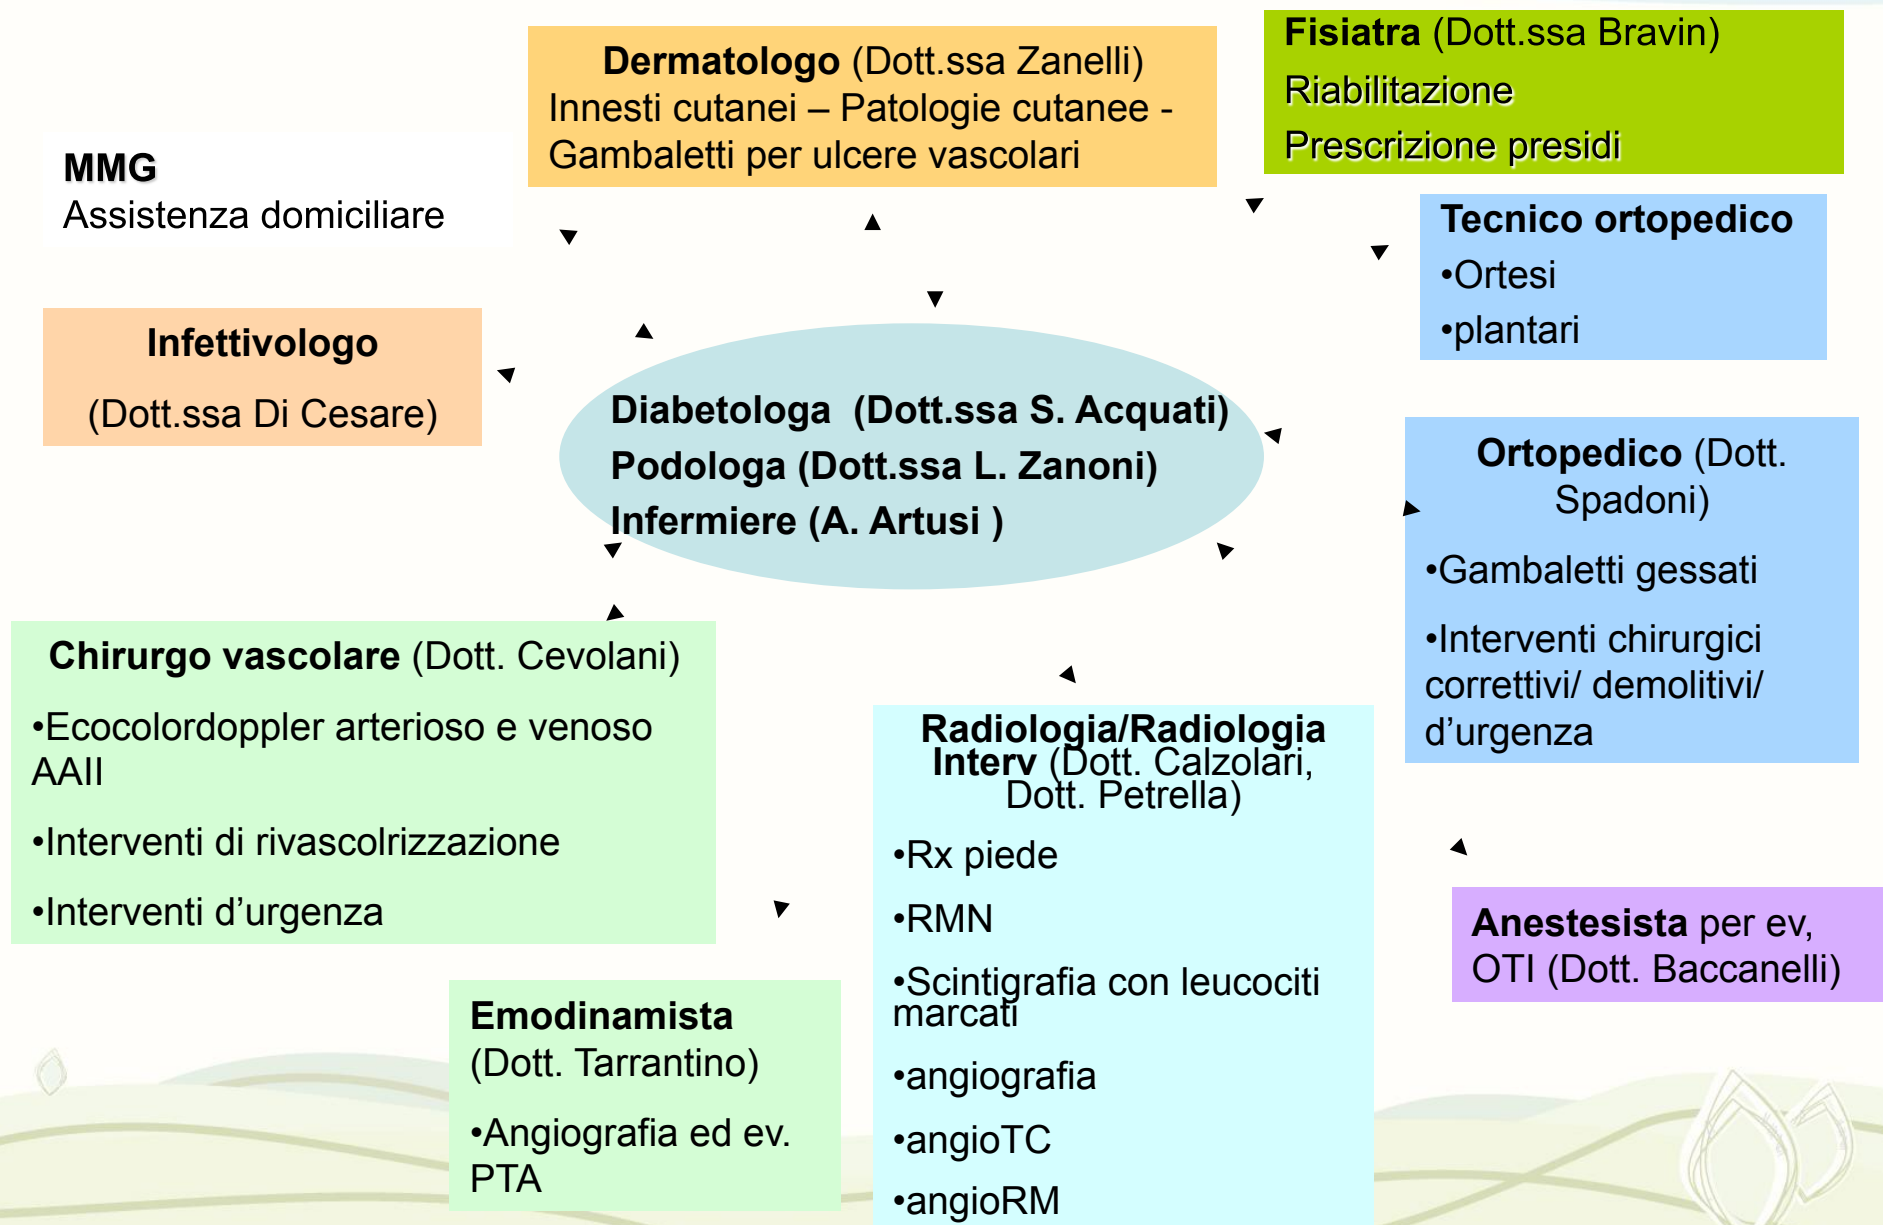 Dermatologo (Dott.ssa Zanelli)
Innesti cutanei – Patologie cutanee -
Gambaletti per ulcere vascolari
Fisiatra (Dott.ssa Bravin)
Riabilitazione
Prescrizione presidi
MMG
Assistenza domiciliare
Tecnico ortopedico
•Ortesi
•plantari
Infettivologo
(Dott.ssa Di Cesare)
Diabetologa (Dott.ssa S. Acquati)
Podologa (Dott.ssa L. Zanoni)
Infermiere (A. Artusi )
Ortopedico (Dott.
Spadoni)
•Gambaletti gessati
•Interventi chirurgici
correttivi/ demolitivi/
d’urgenza
Chirurgo vascolare (Dott. Cevolani)
•Ecocolordoppler arterioso e venoso
AAII
•Interventi di rivascolrizzazione
•Interventi d’urgenza
Radiologia/Radiologia
Interv (Dott. Calzolari,
Dott. Petrella)
•Rx piede
•RMN
•Scintigrafia con leucociti
marcati
•angiografia
•angioTC
•angioRM
Anestesista per ev,
OTI (Dott. Baccanelli)
Emodinamista
(Dott. Tarrantino)
•Angiografia ed ev.
PTA